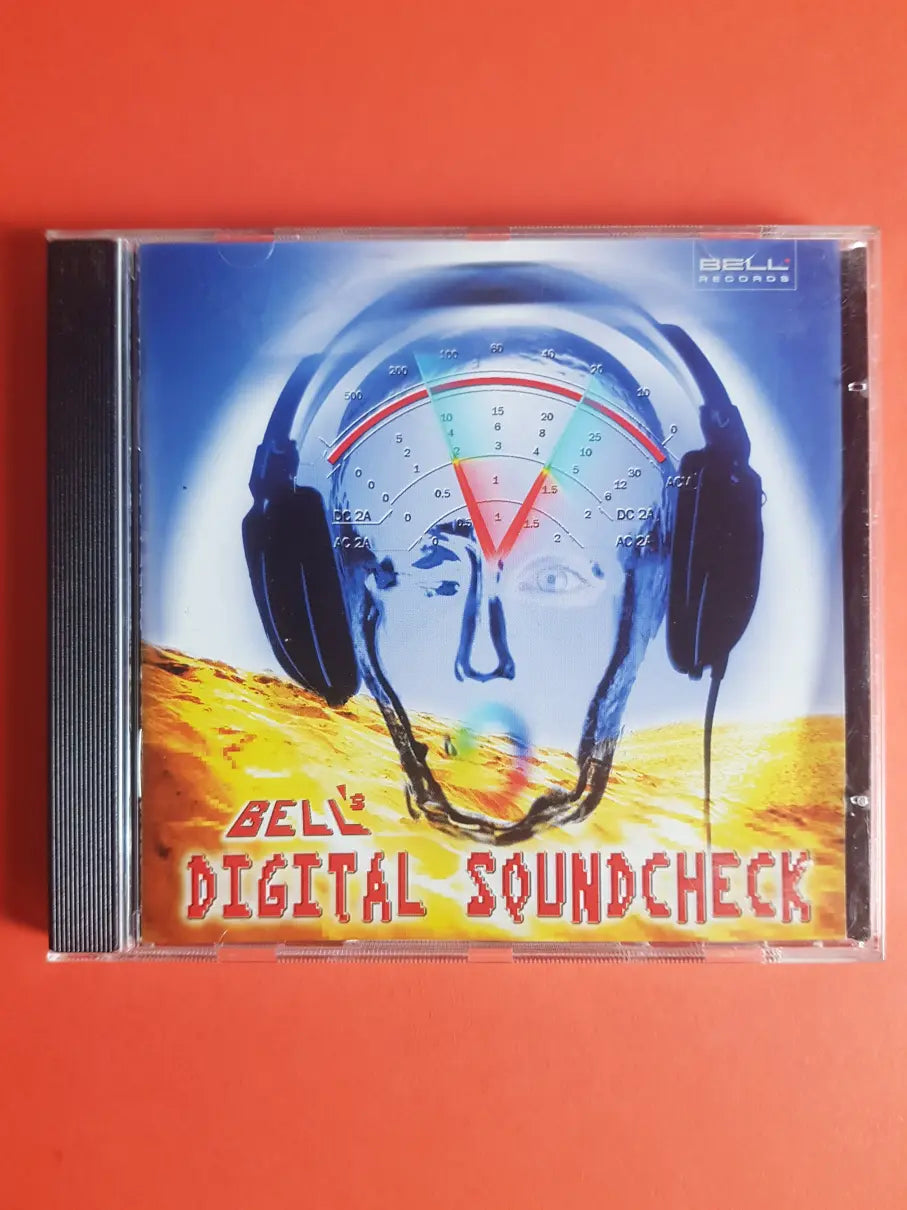 BELL
RECORDS
500 200 100 60 40 20 10 0
0 5 10 15 20 25 30 ACV
0 2 4 6 8 10 12
0 1 2 3 4 5 6
DC 2A 0 0.5 1 1.5 2 DC 2A
AC 2A 0 0.5 1 1.5 2 AC 2A
BELL's
DIGITAL SOUNDCHECK